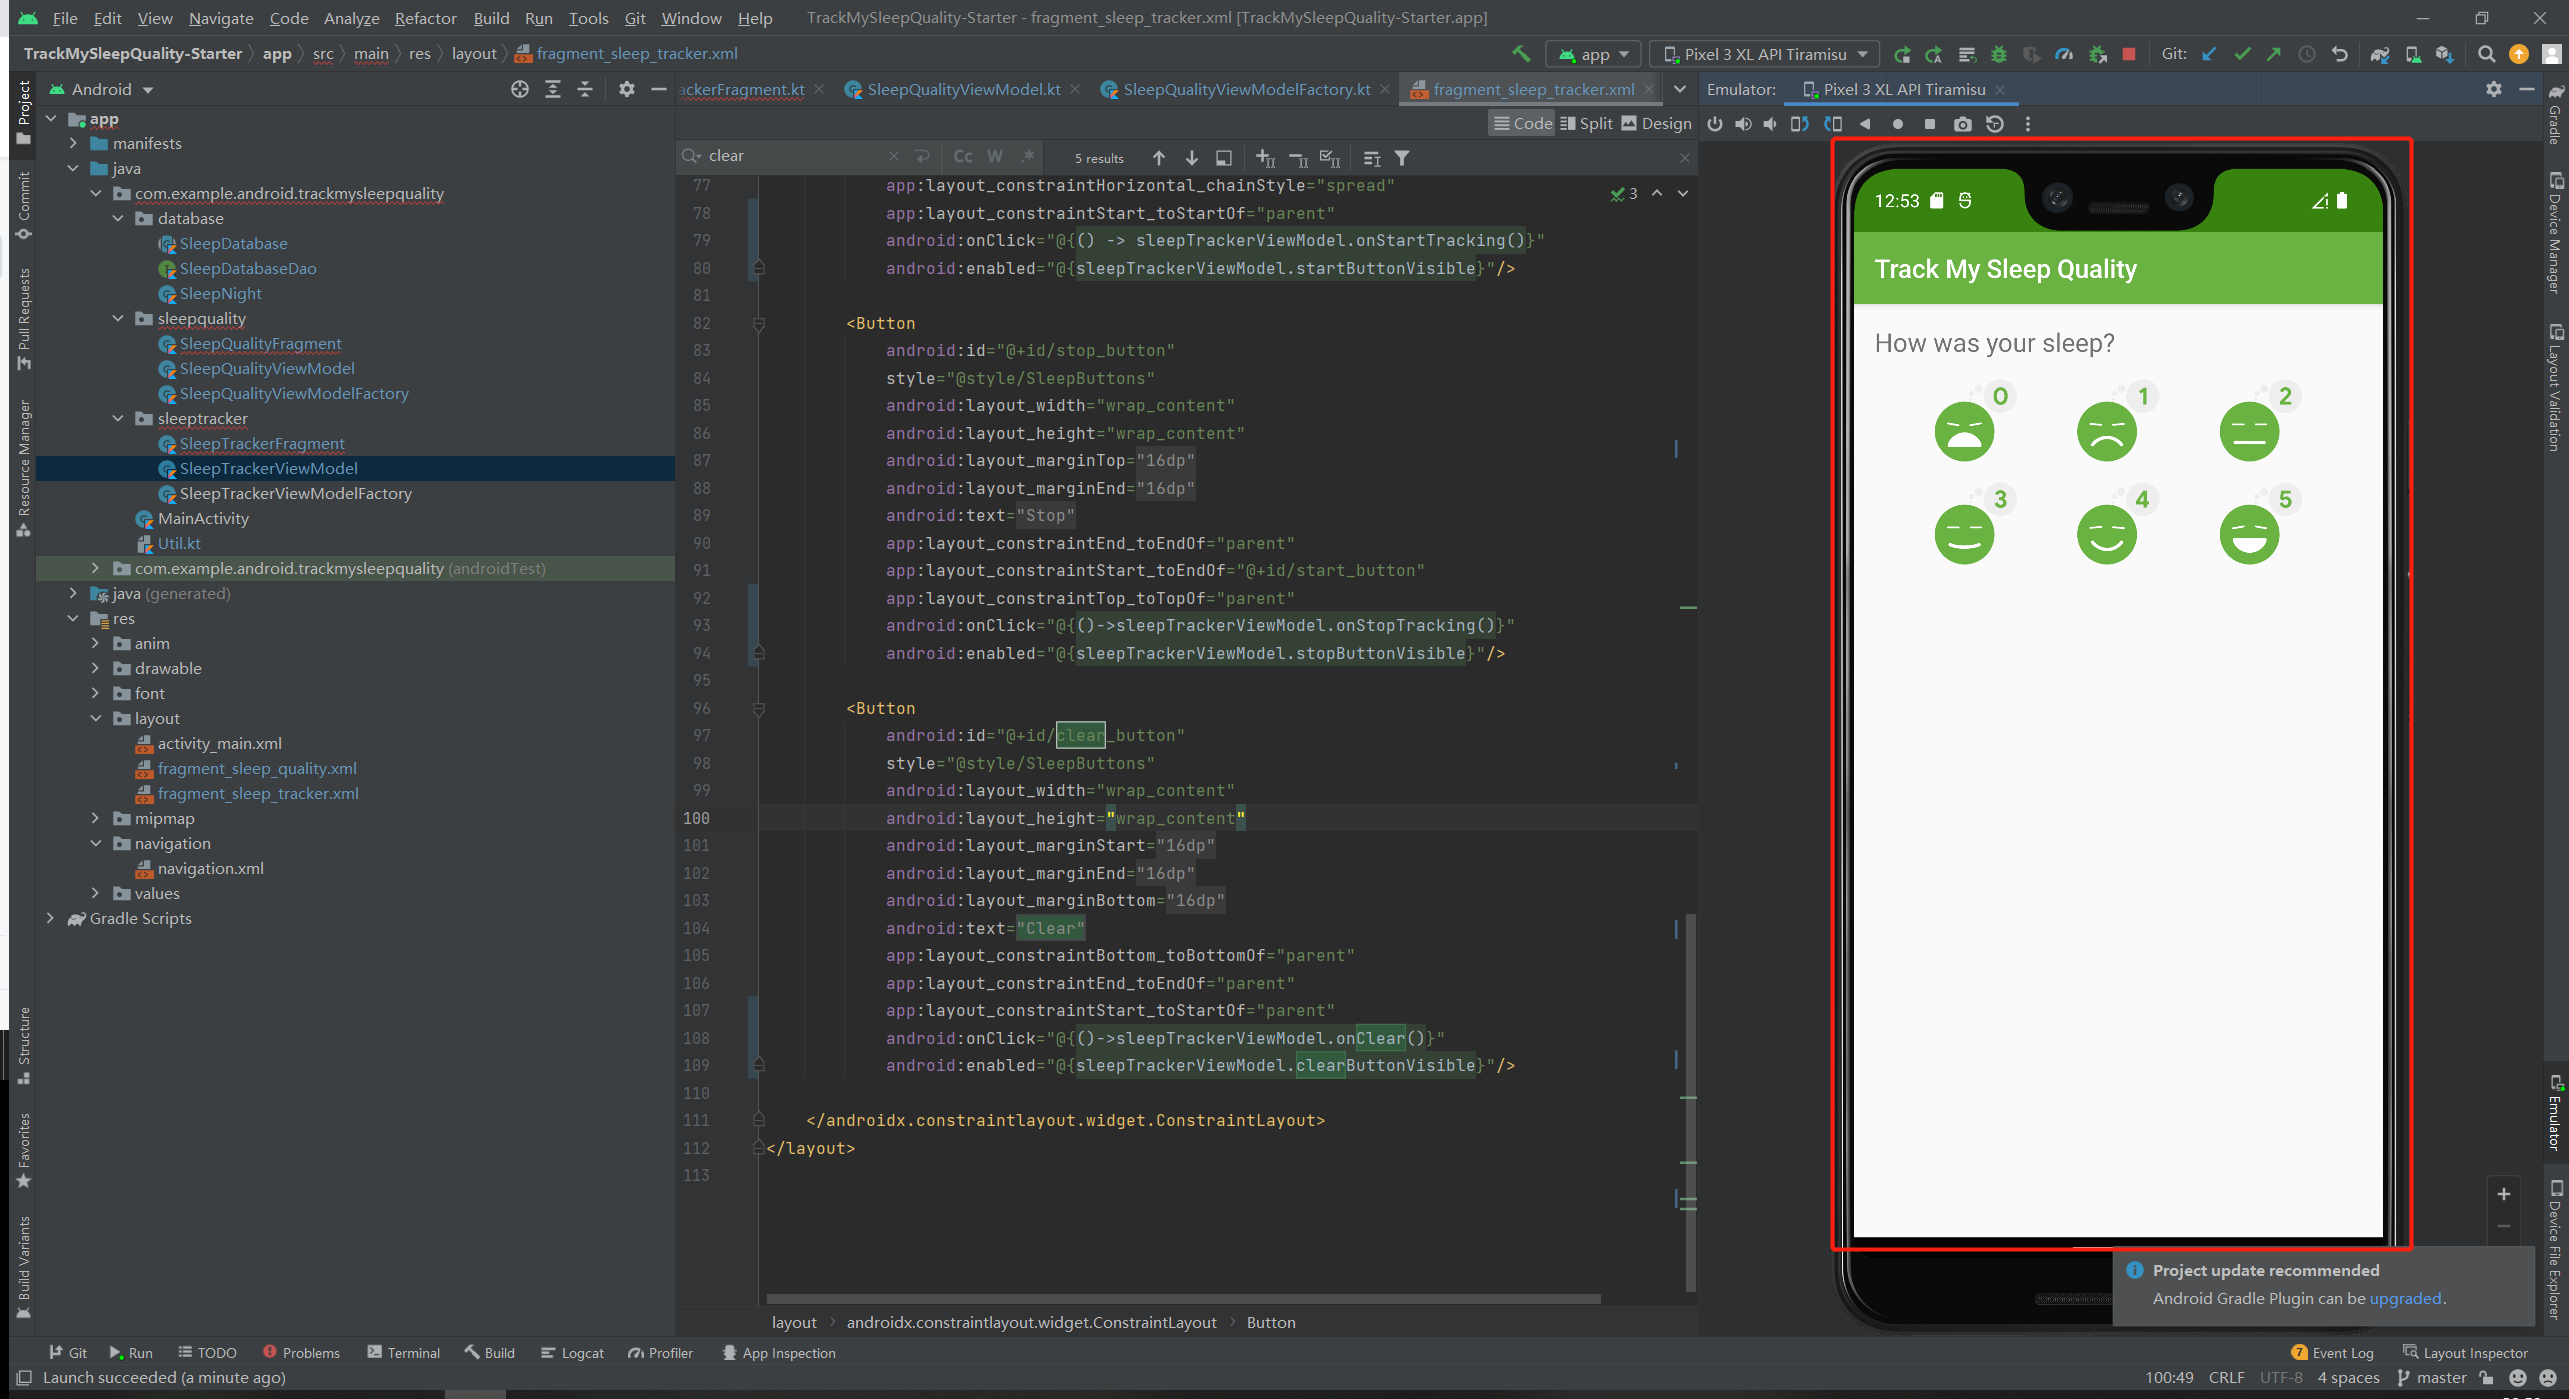 File Edit View Navigate Code Analyze Refactor Build Run Tools Git Window Help TrackMySleepQuality-Starter - fragment_sleep_tracker.xml [TrackMySleepQuality-Starter.app]
TrackMySleepQuality-Starter app src main res layout fragment_sleep_tracker.xml app Pixel 3 XL API Tiramisu Git:
Android
ackerFragment.kt SleepQualityViewModel.kt SleepQualityViewModelFactory.kt fragment_sleep_tracker.xml
Emulator: Pixel 3 XL API Tiramisu
Code Split Design
clear Cc W .* 5 results
Project
Commit
Pull Requests
Resource Manager
Structure
Favorites
Build Variants
app
manifests
java
com.example.android.trackmysleepquality
database
SleepDatabase
SleepDatabaseDao
SleepNight
sleepquality
SleepQualityFragment
SleepQualityViewModel
SleepQualityViewModelFactory
sleeptracker
SleepTrackerFragment
SleepTrackerViewModel
SleepTrackerViewModelFactory
MainActivity
Util.kt
com.example.android.trackmysleepquality (androidTest)
java (generated)
res
anim
drawable
font
layout
activity_main.xml
fragment_sleep_quality.xml
fragment_sleep_tracker.xml
mipmap
navigation
navigation.xml
values
Gradle Scripts
3
77 app:layout_constraintHorizontal_chainStyle="spread"
78 app:layout_constraintStart_toStartOf="parent"
79 android:onClick="@{() -> sleepTrackerViewModel.onStartTracking()}"
80 android:enabled="@{sleepTrackerViewModel.startButtonVisible}"/>
81
82 <Button
83 android:id="@+id/stop_button"
84 style="@style/SleepButtons"
85 android:layout_width="wrap_content"
86 android:layout_height="wrap_content"
87 android:layout_marginTop="16dp"
88 android:layout_marginEnd="16dp"
89 android:text="Stop"
90 app:layout_constraintEnd_toEndOf="parent"
91 app:layout_constraintStart_toEndOf="@+id/start_button"
92 app:layout_constraintTop_toTopOf="parent"
93 android:onClick="@{()->sleepTrackerViewModel.onStopTracking()}"
94 android:enabled="@{sleepTrackerViewModel.stopButtonVisible}"/>
95
96 <Button
97 android:id="@+id/clear_button"
98 style="@style/SleepButtons"
99 android:layout_width="wrap_content"
100 android:layout_height="wrap_content"
101 android:layout_marginStart="16dp"
102 android:layout_marginEnd="16dp"
103 android:layout_marginBottom="16dp"
104 android:text="Clear"
105 app:layout_constraintBottom_toBottomOf="parent"
106 app:layout_constraintEnd_toEndOf="parent"
107 app:layout_constraintStart_toStartOf="parent"
108 android:onClick="@{()->sleepTrackerViewModel.onClear()}"
109 android:enabled="@{sleepTrackerViewModel.clearButtonVisible}"/>
110
111 </androidx.constraintlayout.widget.ConstraintLayout>
112 </layout>
113
layout androidx.constraintlayout.widget.ConstraintLayout Button
12:53
Track My Sleep Quality
How was your sleep?
0 1 2
3 4 5
Project update recommended
Android Gradle Plugin can be upgraded.
Gradle
Device Manager
Layout Validation
Emulator
Device File Explorer
Git Run TODO Problems Terminal Build Logcat Profiler App Inspection 7 Event Log Layout Inspector
Launch succeeded (a minute ago) 100:49 CRLF UTF-8 4 spaces master